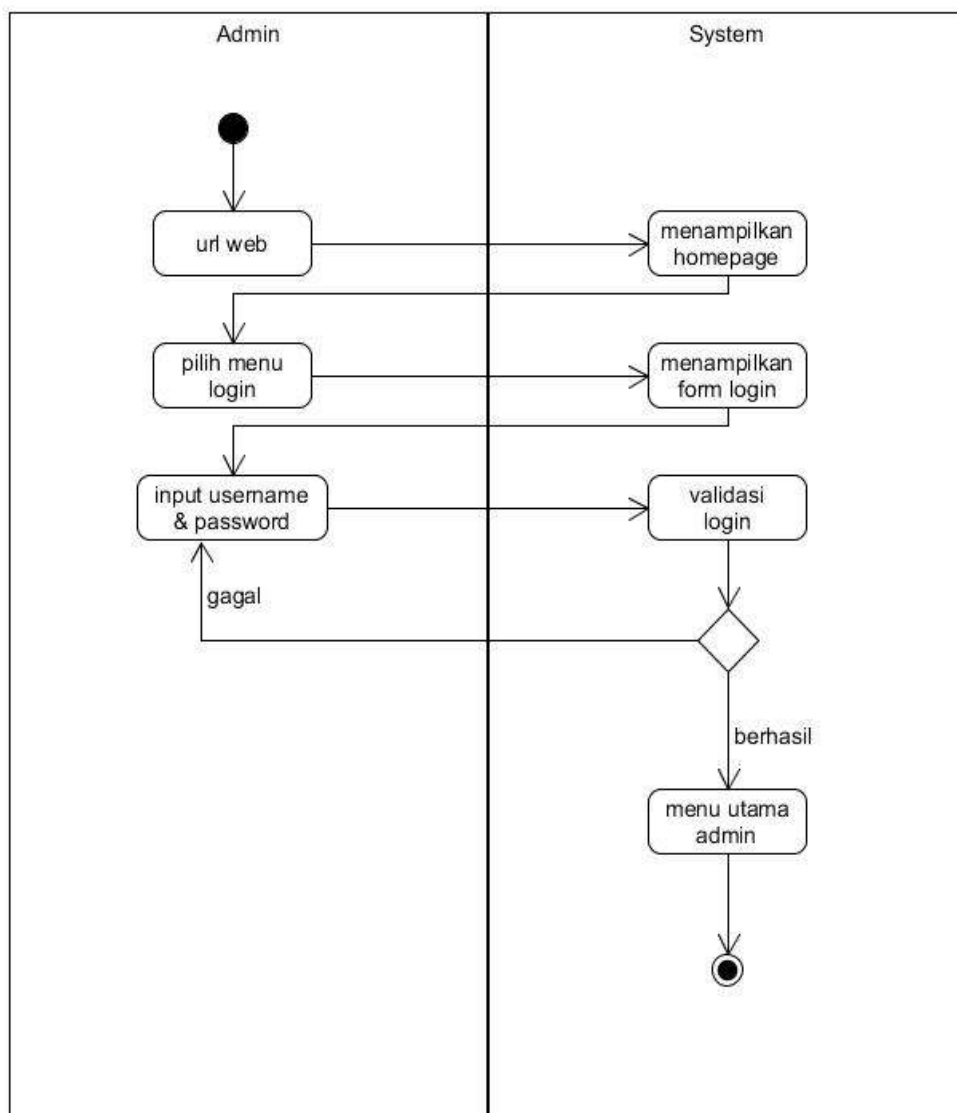 Admin
System
url web
menampilkan
homepage
pilih menu
login
menampilkan
form login
input username
& password
validasi
login
gagal
berhasil
menu utama
admin